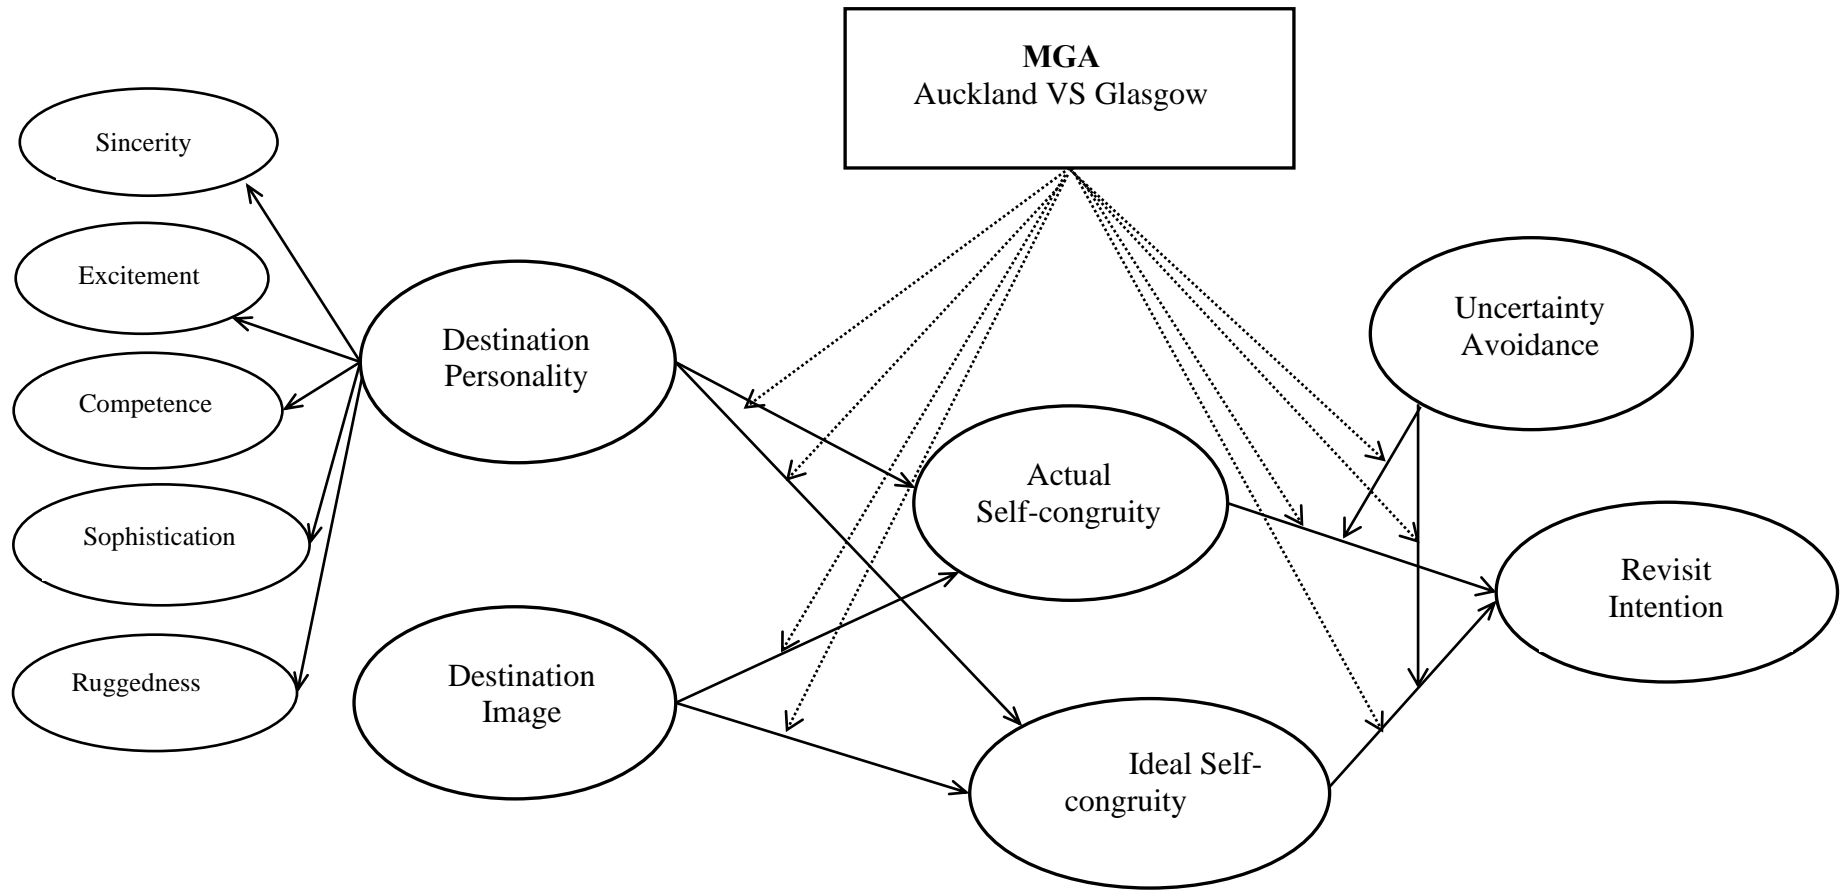 MGA
Auckland VS Glasgow
Sincerity
Excitement
Competence
Sophistication
Ruggedness
Destination
Personality
Destination
Image
Actual
Self-congruity
Ideal Self-
congruity
Uncertainty
Avoidance
Revisit
Intention